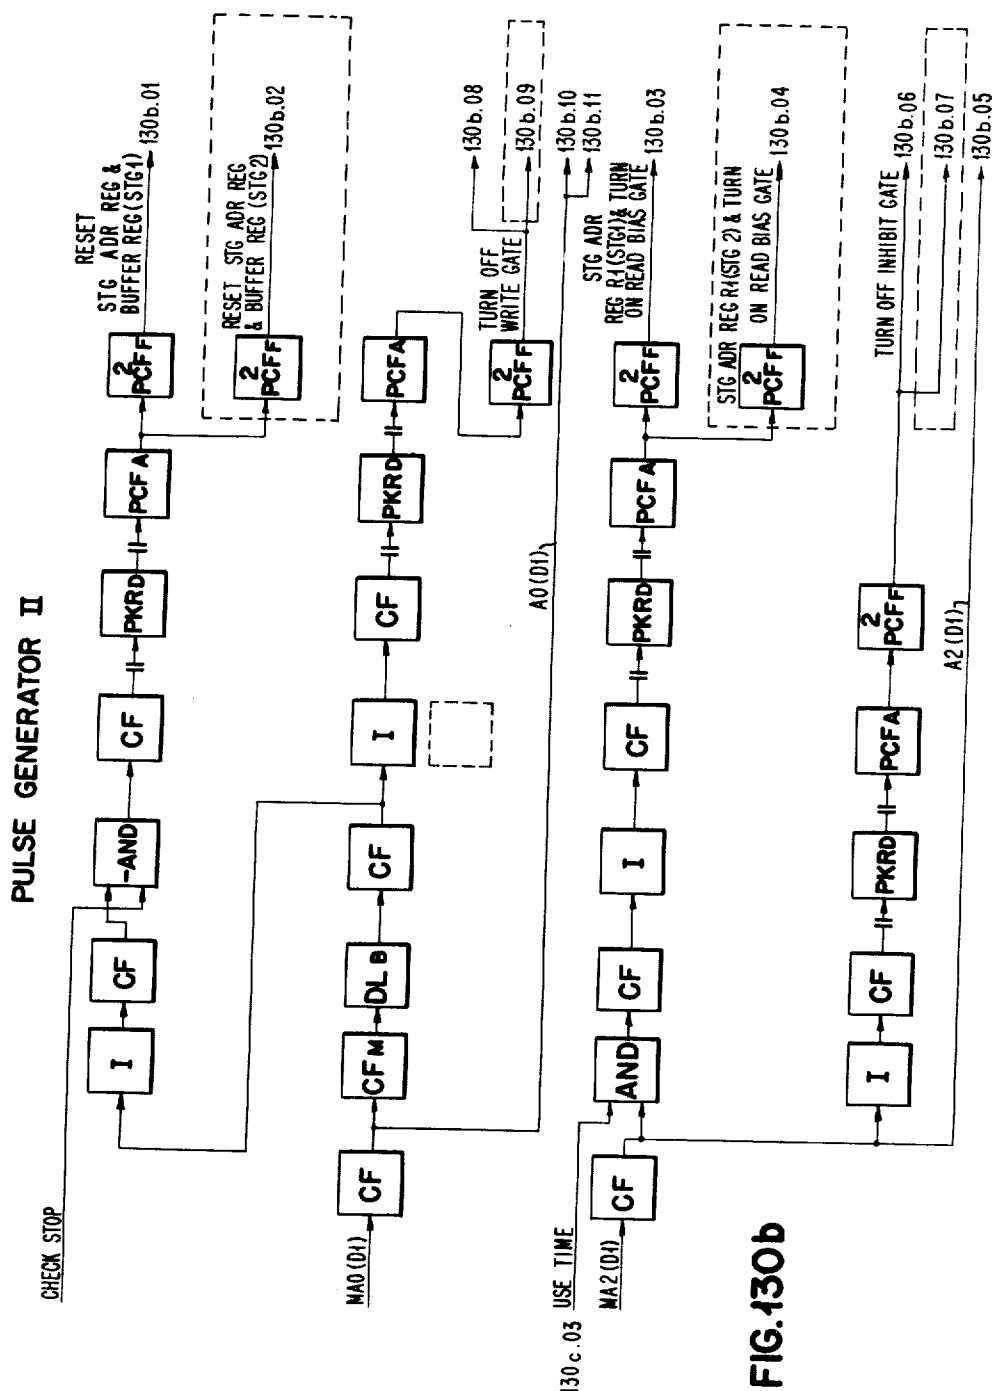 PULSE GENERATOR II
CHECK STOP
I
CF
-AND
CF
PKRD
PCFA
2
PCFF
RESET
STG ADR REG &
BUFFER REG (STG1)
130b.01
2
PCFF
RESET STG ADR REG
& BUFFER REG (STG2)
130b.02
MA0(D1)
CF
CFM
DLB
CF
I
CF
PKRD
PCFA
2
PCFF
TURN OFF
WRITE GATE
130b.08
130b.09
A0(D1)
130b.10
130b.11
130c.03 USE TIME
MA2(D1)
CF
AND
CF
I
CF
PKRD
PCFA
2
PCFF
STG ADR
REG R1(STG1)& TURN
ON READ BIAS GATE
130b.03
2
PCFF
STG ADR REG R1(STG 2) & TURN
ON READ BIAS GATE
130b.04
I
CF
PKRD
PCFA
2
PCFF
TURN OFF INHIBIT GATE
130b.06
130b.07
A2(D1)
130b.05
FIG.130b